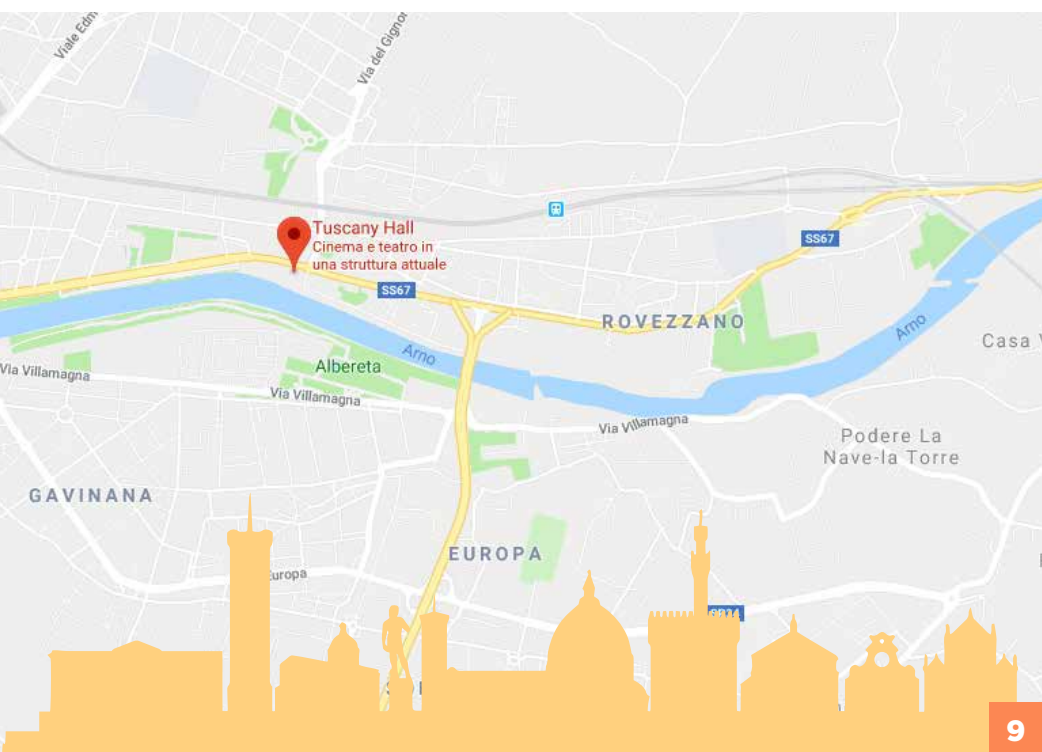 Viale Edm
Via del Gignor
Tuscany Hall
Cinema e teatro in
una struttura attuale
SS67
SS67
ROVEZZANO
Arno
Casa
Arno
Albereta
Via Villamagna
Via Villamagna
Via Villamagna
Podere La
Nave-la Torre
GAVINANA
EUROPA
Europa
9